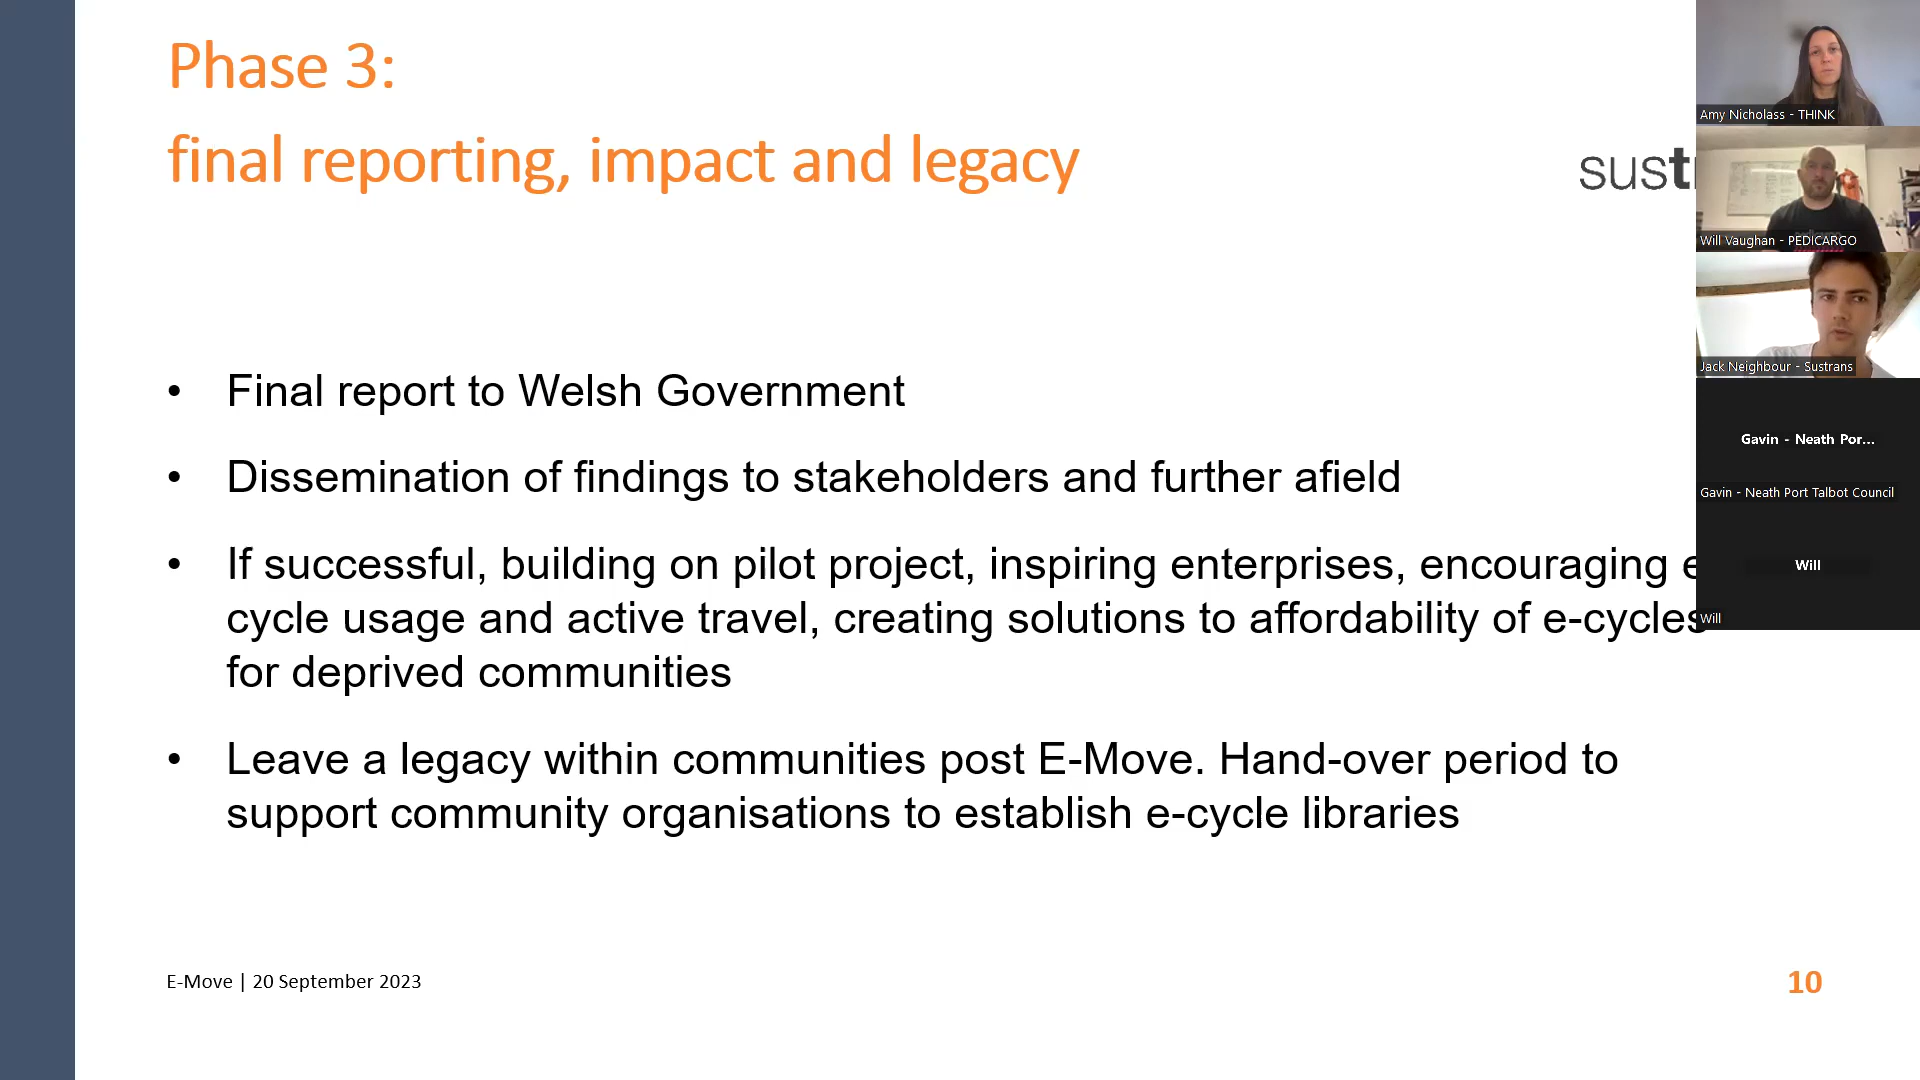 Phase 3:
final reporting, impact and legacy
sust
• Final report to Welsh Government
• Dissemination of findings to stakeholders and further afield
• If successful, building on pilot project, inspiring enterprises, encouraging e
cycle usage and active travel, creating solutions to affordability of e-cycles
for deprived communities
• Leave a legacy within communities post E-Move. Hand-over period to
support community organisations to establish e-cycle libraries
E-Move | 20 September 2023
10
Amy Nicholass - THINK
Will Vaughan - PEDICARGO
Jack Neighbour - Sustrans
Gavin - Neath Por...
Gavin - Neath Port Talbot Council
Will
Will